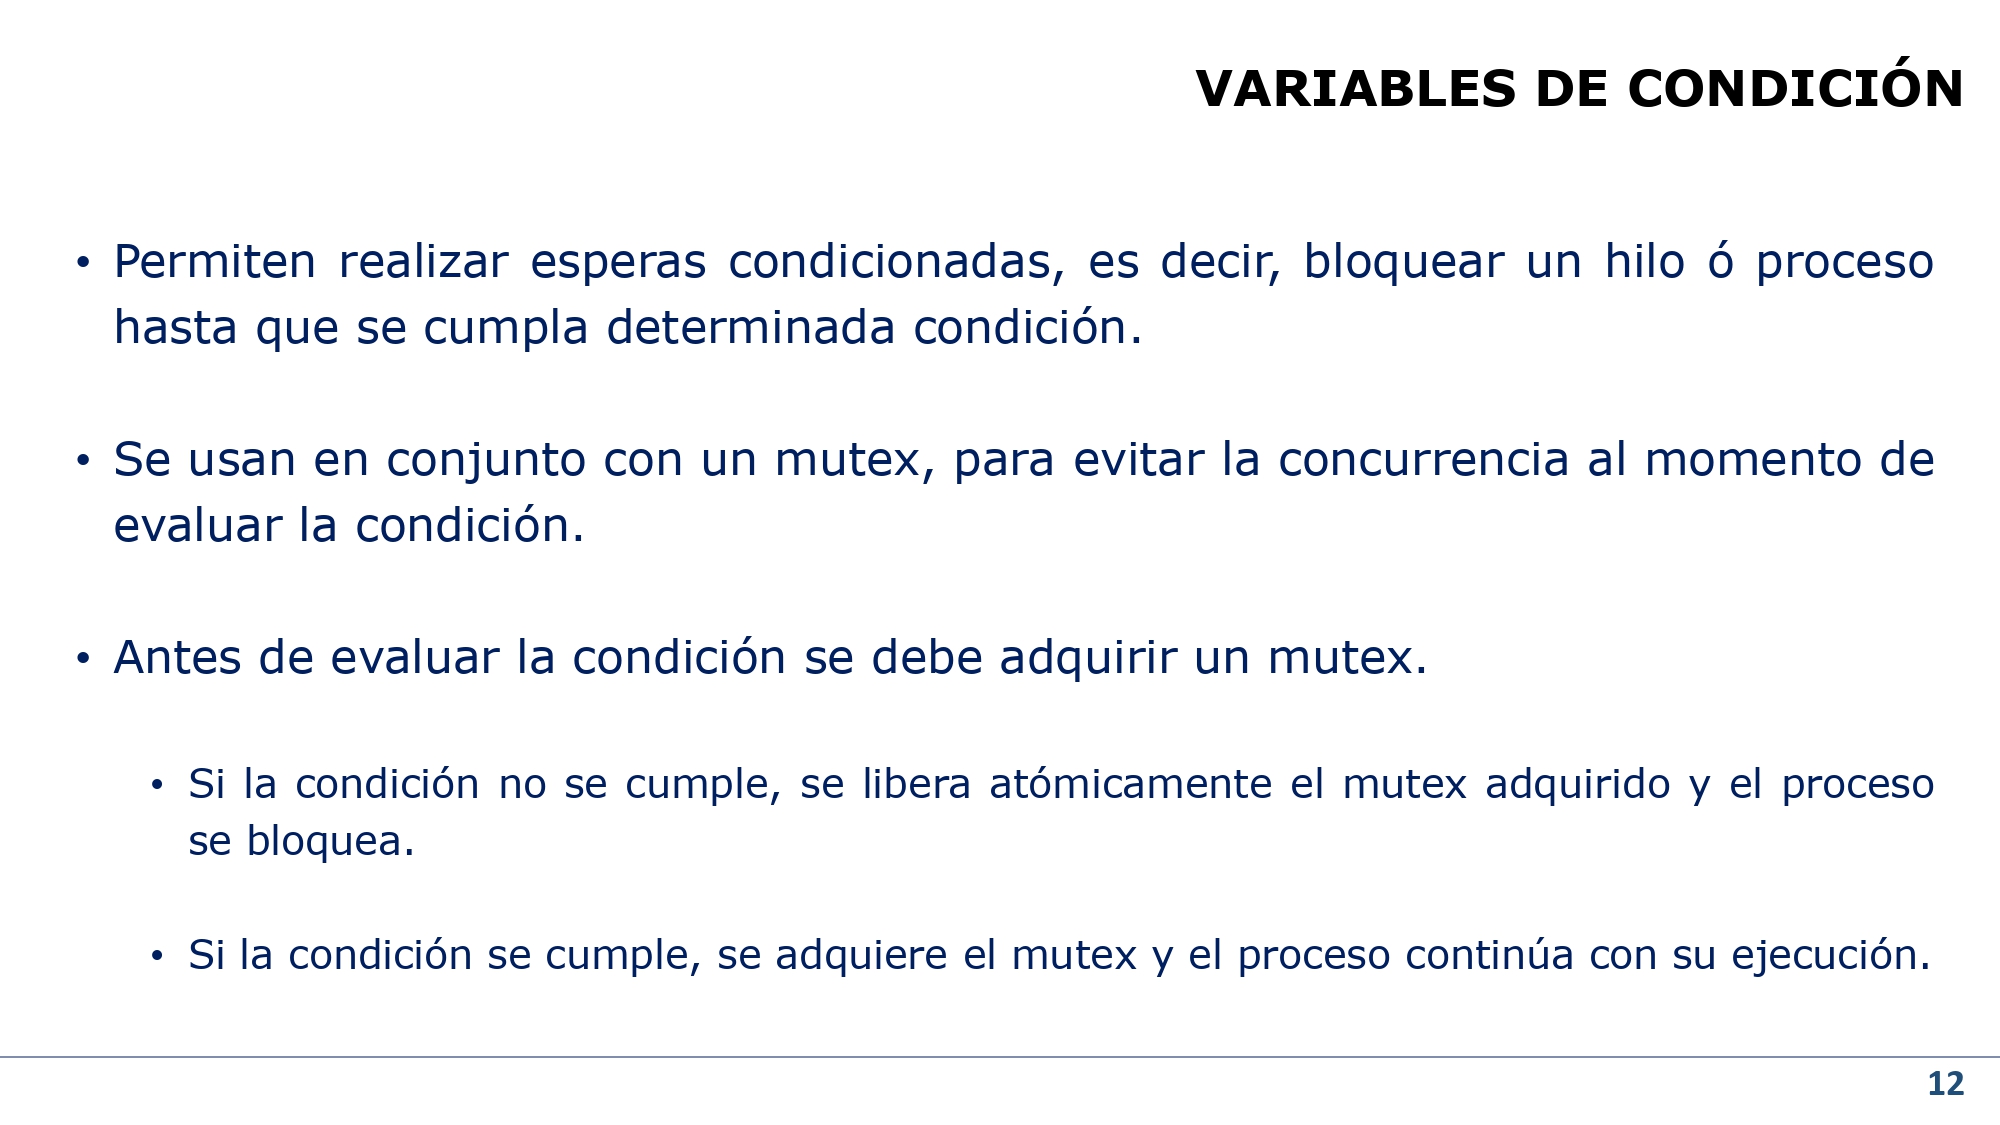 VARIABLES DE CONDICIÓN
• Permiten realizar esperas condicionadas, es decir, bloquear un hilo ó proceso
hasta que se cumpla determinada condición.
• Se usan en conjunto con un mutex, para evitar la concurrencia al momento de
evaluar la condición.
• Antes de evaluar la condición se debe adquirir un mutex.
• Si la condición no se cumple, se libera atómicamente el mutex adquirido y el proceso
se bloquea.
• Si la condición se cumple, se adquiere el mutex y el proceso continúa con su ejecución.
12